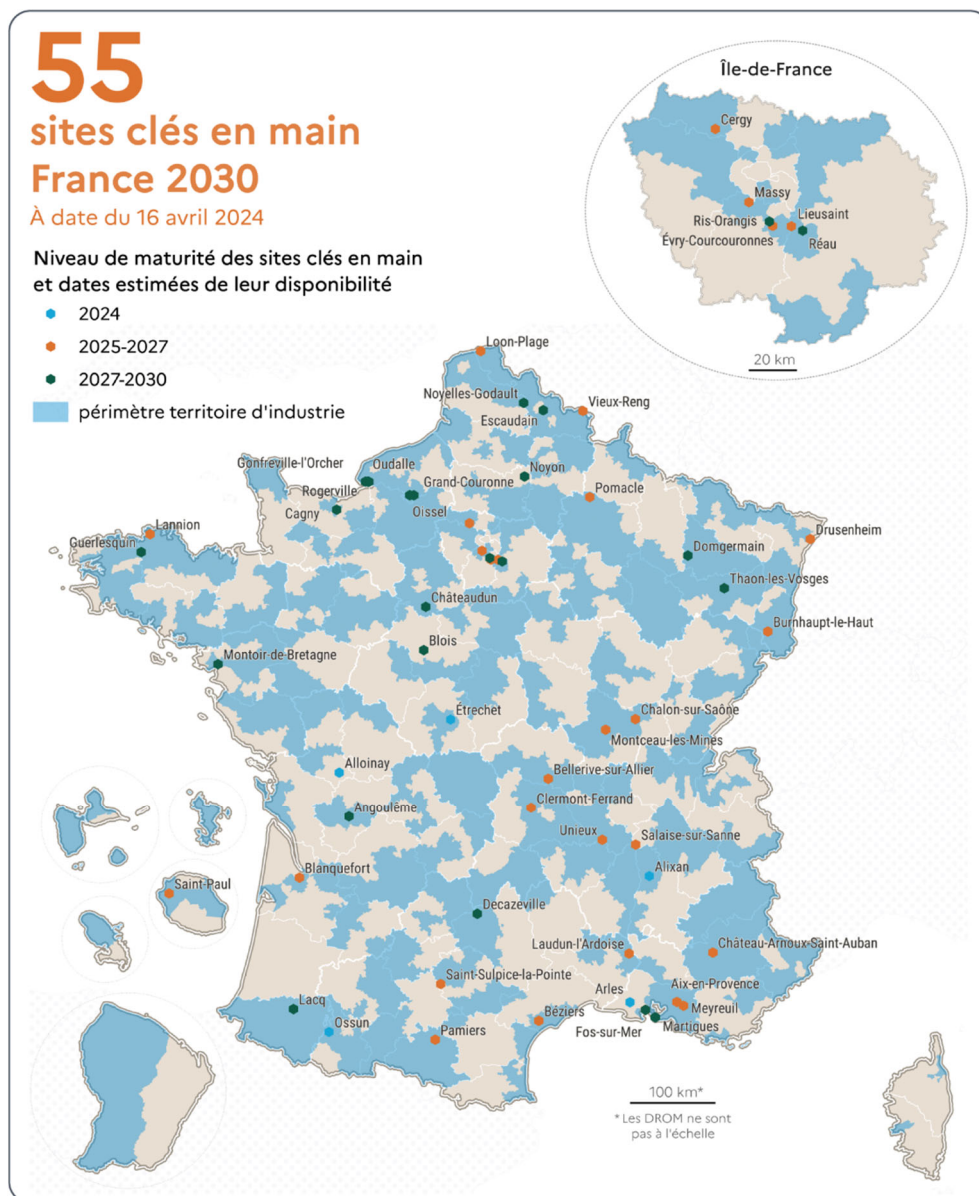 55
sites clés en main
France 2030
À date du 16 avril 2024
Niveau de maturité des sites clés en main
et dates estimées de leur disponibilité
2024
2025-2027
2027-2030
périmètre territoire d'industrie
Île-de-France
Cergy
Massy
Ris-Orangis
Lieusaint
Évry-Courcouronnes
Réau
20 km
Loon-Plage
Noyelles-Godault
Vieux-Reng
Escaudain
Gonfreville-l'Orcher
Oudalle
Noyon
Grand-Couronne
Pomacle
Rogerville
Cagny
Oissel
Lannion
Drusenheim
Guerlesquin
Domgermain
Thaon-les-Vosges
Châteaudun
Burnhaupt-le-Haut
Blois
Montoir-de-Bretagne
Étrechet
Chalon-sur-Saône
Montceau-les-Mines
Alloinay
Bellerive-sur-Allier
Clermont-Ferrand
Angoulême
Unieux
Salaise-sur-Sanne
Blanquefort
Alixan
Saint-Paul
Decazeville
Laudun-l'Ardoise
Château-Arnoux-Saint-Auban
Saint-Sulpice-la-Pointe
Aix-en-Provence
Arles
Lacq
Meyreuil
Ossun
Béziers
Pamiers
Fos-sur-Mer
Martigues
100 km*
* Les DROM ne sont
pas à l'échelle